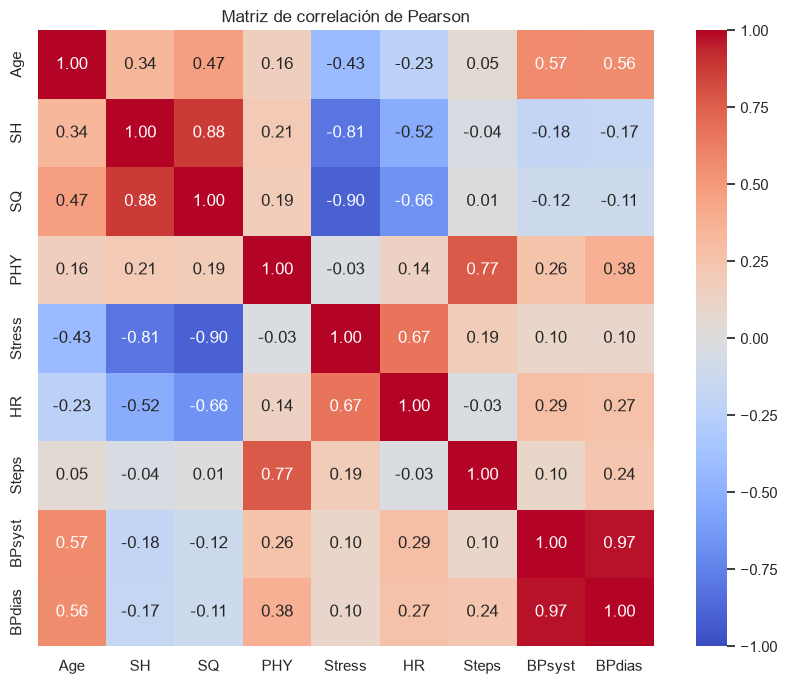 Matriz de correlación de Pearson
Age 1.00 0.34 0.47 0.16 -0.43 -0.23 0.05 0.57 0.56
SH 0.34 1.00 0.88 0.21 -0.81 -0.52 -0.04 -0.18 -0.17
SQ 0.47 0.88 1.00 0.19 -0.90 -0.66 0.01 -0.12 -0.11
PHY 0.16 0.21 0.19 1.00 -0.03 0.14 0.77 0.26 0.38
Stress -0.43 -0.81 -0.90 -0.03 1.00 0.67 0.19 0.10 0.10
HR -0.23 -0.52 -0.66 0.14 0.67 1.00 -0.03 0.29 0.27
Steps 0.05 -0.04 0.01 0.77 0.19 -0.03 1.00 0.10 0.24
BPsyst 0.57 -0.18 -0.12 0.26 0.10 0.29 0.10 1.00 0.97
BPdias 0.56 -0.17 -0.11 0.38 0.10 0.27 0.24 0.97 1.00
Age SH SQ PHY Stress HR Steps BPsyst BPdias
1.00
0.75
0.50
0.25
0.00
-0.25
-0.50
-0.75
-1.00